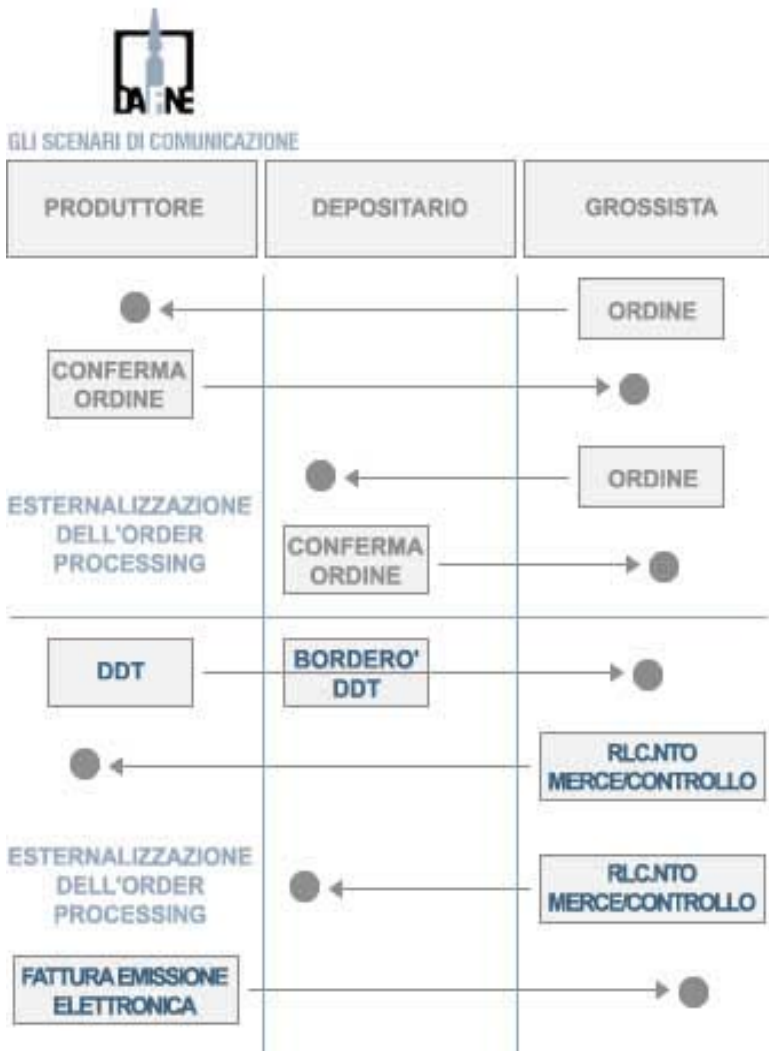 DAFNE
GLI SCENARI DI COMUNICAZIONE
PRODUTTORE
DEPOSITARIO
GROSSISTA
ORDINE
CONFERMA
ORDINE
ORDINE
ESTERNALIZZAZIONE
DELL'ORDER
PROCESSING
CONFERMA
ORDINE
DDT
BORDERO'
DDT
RLC.NTO
MERCE/CONTROLLO
ESTERNALIZZAZIONE
DELL'ORDER
PROCESSING
RLC.NTO
MERCE/CONTROLLO
FATTURA EMISSIONE
ELETTRONICA